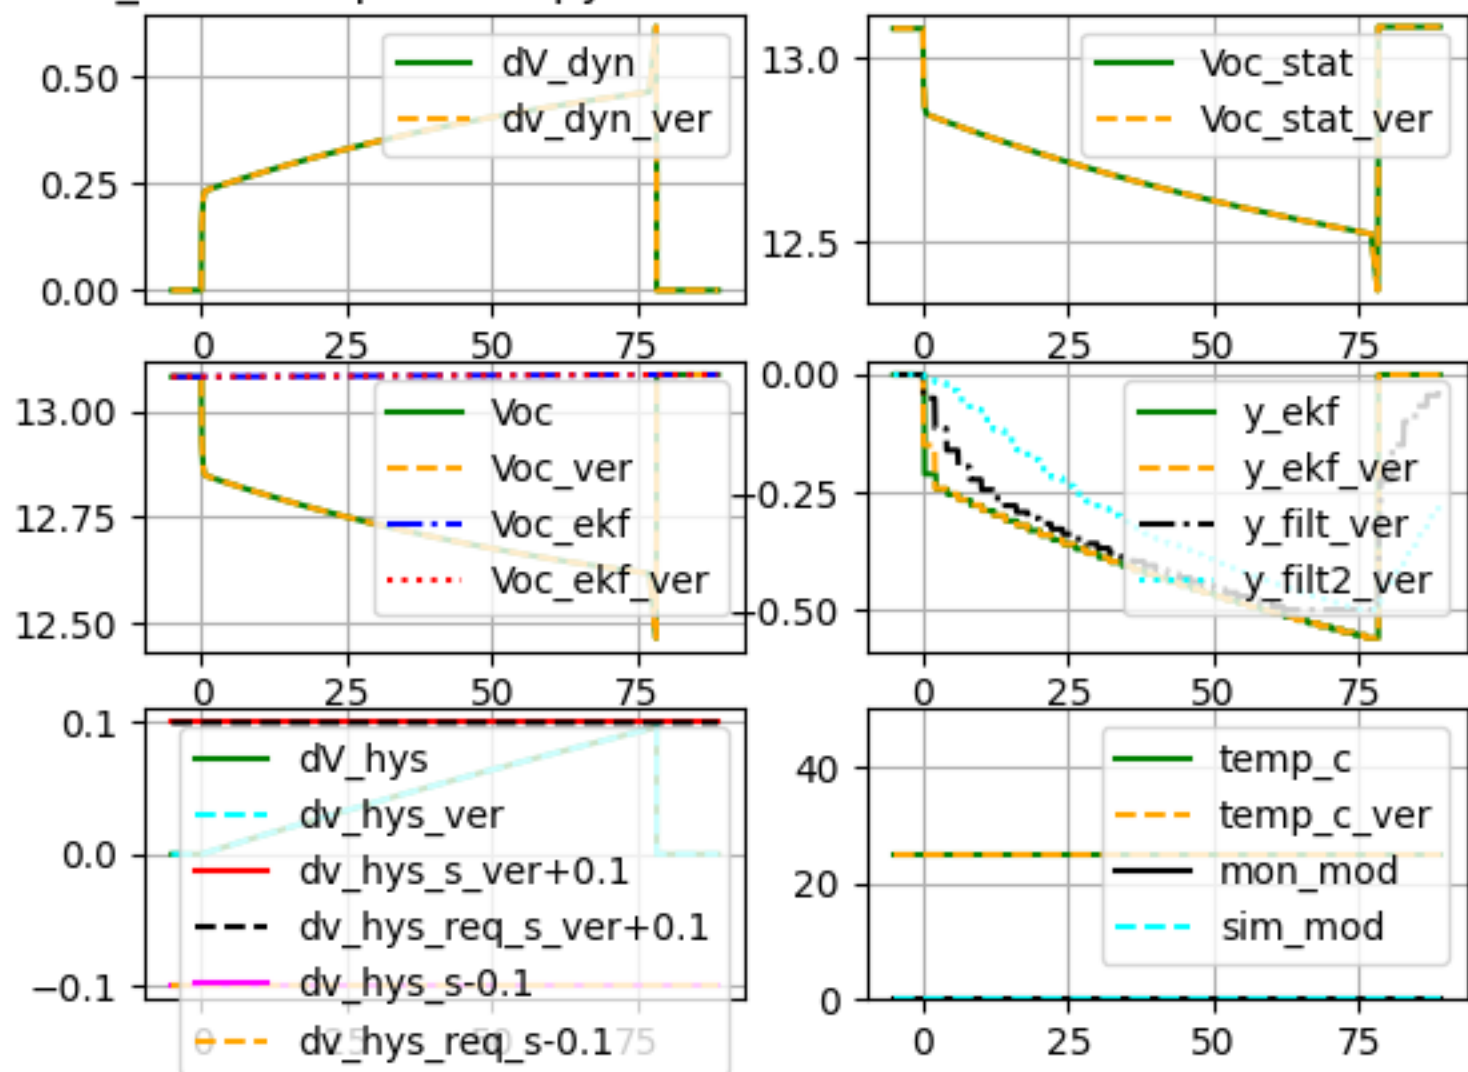 0.50
0.25
0.00
dV_dyn
dv_dyn_ver
0 25 50 75
13.0
12.5
Voc_stat
Voc_stat_ver
0 25 50 75
13.00
12.75
12.50
Voc
Voc_ver
Voc_ekf
Voc_ekf_ver
0 25 50 75
0.00
−0.25
−0.50
y_ekf
y_ekf_ver
y_filt_ver
y_filt2_ver
0 25 50 75
0.1
0.0
−0.1
dV_hys
dv_hys_ver
dv_hys_s_ver+0.1
dv_hys_req_s_ver+0.1
dv_hys_s-0.1
dv_hys_req_s-0.1
0 25 50 75
40
20
0
temp_c
temp_c_ver
mon_mod
sim_mod
0 25 50 75